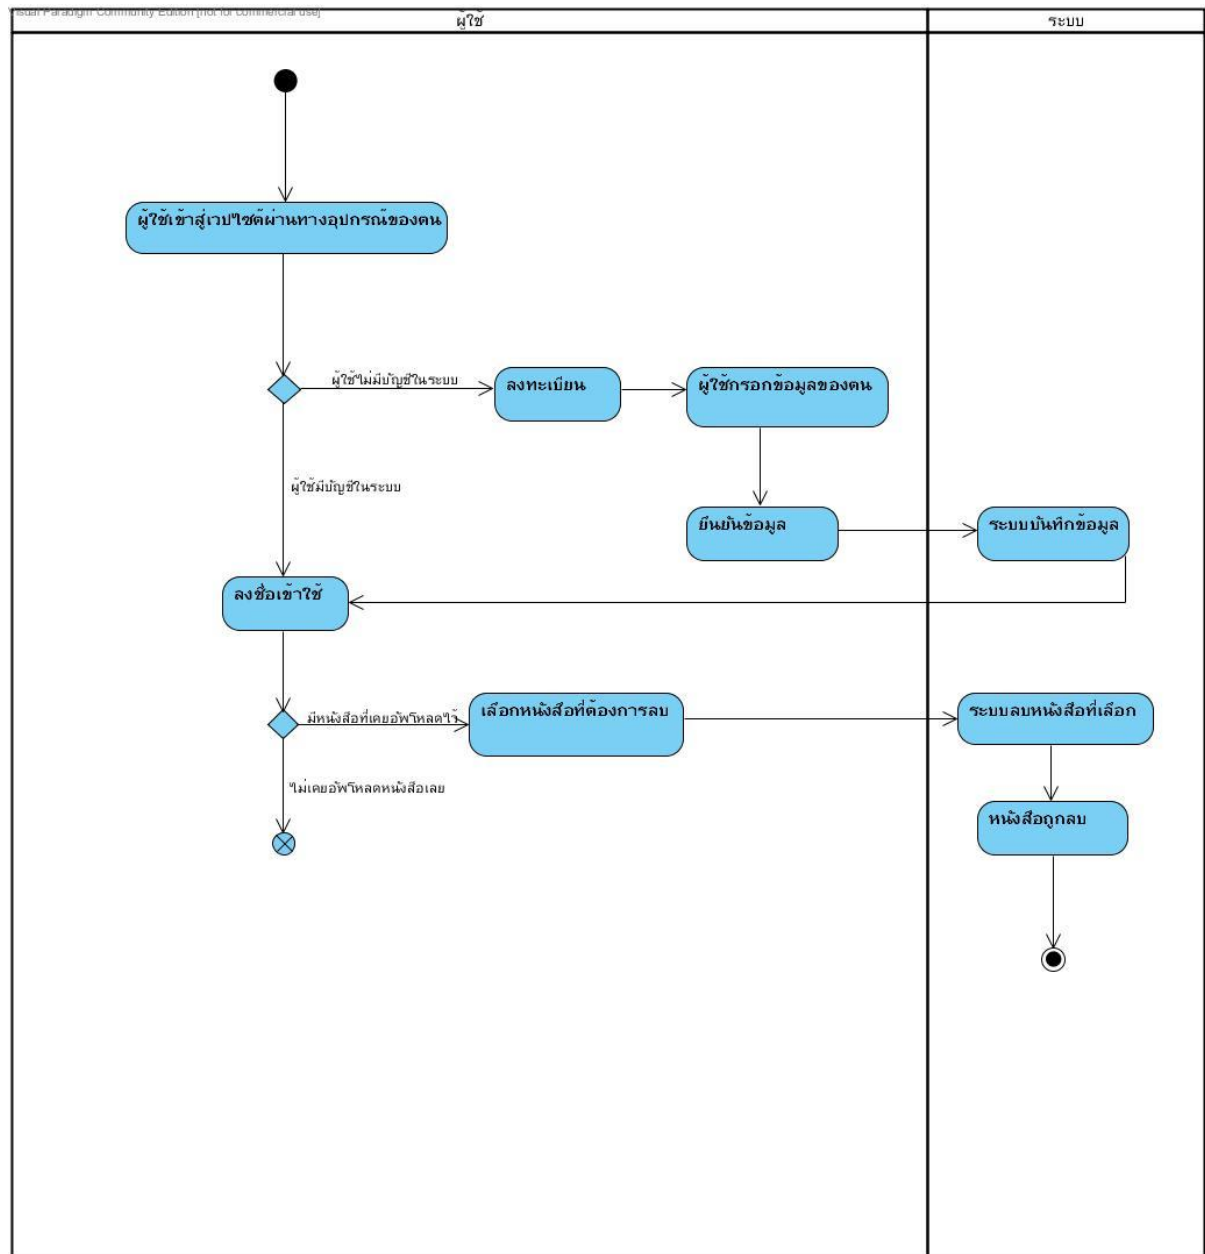 Visual Paradigm Community Edition [not for commercial use]
ผู้ใช้
ระบบ
ผู้ใช้เข้าสู่เวปไซต์ผ่านทางอุปกรณ์ของตน
ผู้ใช้ไม่มีบัญชีในระบบ
ลงทะเบียน
ผู้ใช้กรอกข้อมูลของตน
ผู้ใช้มีบัญชีในระบบ
ยืนยันข้อมูล
ระบบบันทึกข้อมูล
ลงชื่อเข้าใช้
มีหนังสือที่เคยอัพโหลดไว้
เลือกหนังสือที่ต้องการลบ
ระบบลบหนังสือที่เลือก
ไม่เคยอัพโหลดหนังสือเลย
หนังสือถูกลบ